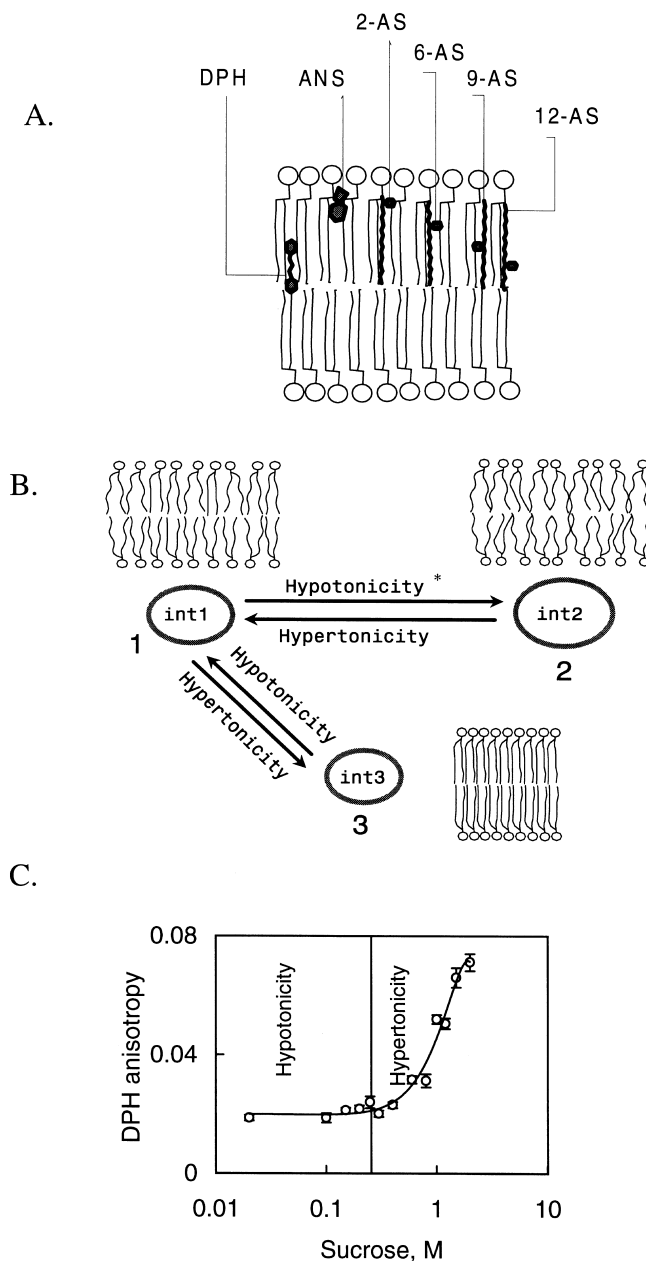 A.
2-AS
6-AS
DPH
ANS
9-AS
12-AS
B.
Hypotonicity *
int1
int2
Hypertonicity
1
2
Hypotonicity
Hypertonicity
int3
3
C.
0.08
0.04
0
DPH anisotropy
Hypotonicity
Hypertonicity
0.01
0.1
1
10
Sucrose, M